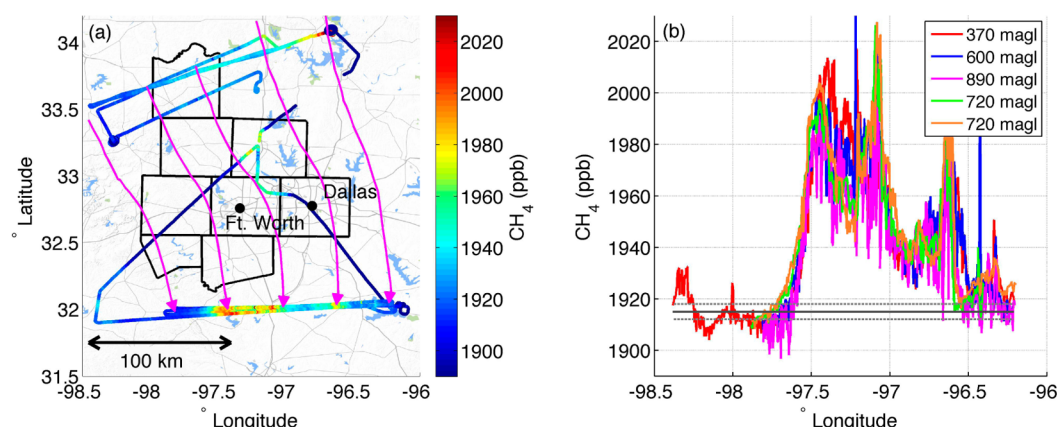 (a)
34
33.5
33
32.5
32
31.5
° Latitude
Dallas
Ft. Worth
100 km
-98.5 -98 -97.5 -97 -96.5 -96
° Longitude
2020
2000
1980
1960
1940
1920
1900
CH4 (ppb)
(b)
2020
2000
1980
1960
1940
1920
1900
CH4 (ppb)
370 magl
600 magl
890 magl
720 magl
720 magl
-98.5 -98 -97.5 -97 -96.5 -96
° Longitude